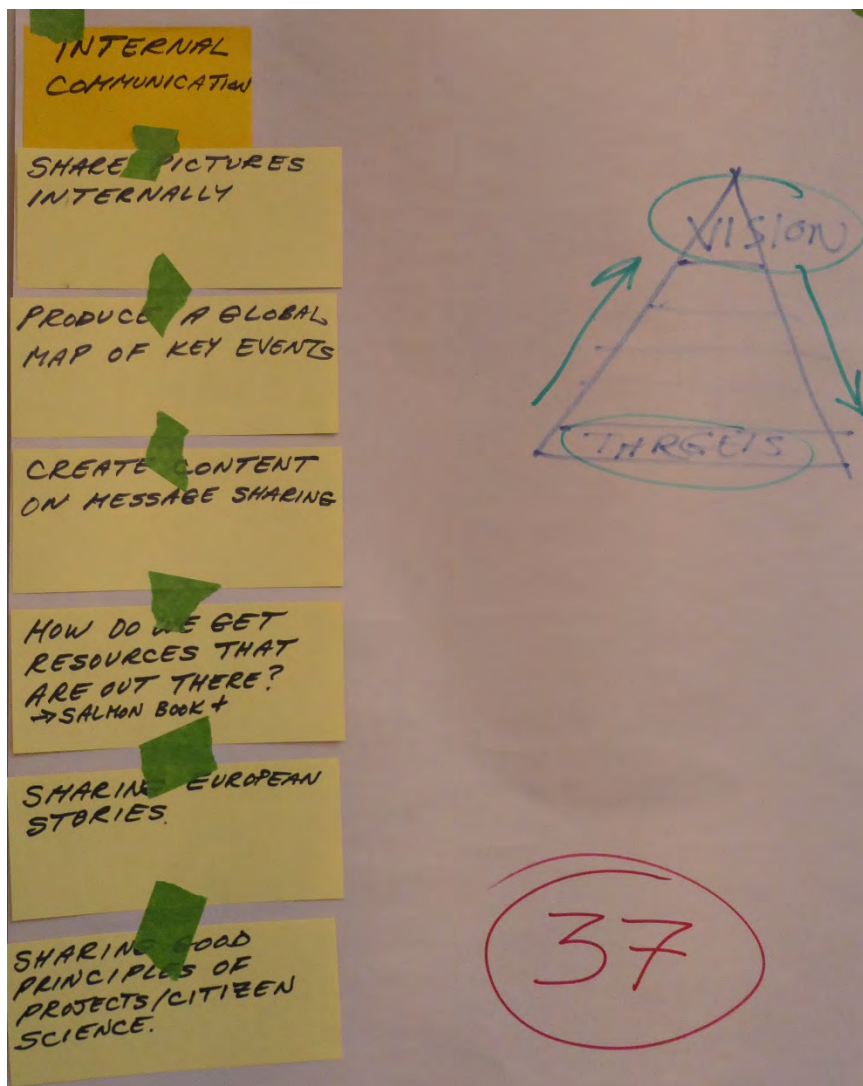 INTERNAL
COMMUNICATION
SHARE PICTURES
INTERNALLY
PRODUCE A GLOBAL
MAP OF KEY EVENTS
CREATE CONTENT
ON MESSAGE SHARING
HOW DO WE GET
RESOURCES THAT
ARE OUT THERE?
→ SALMON BOOK +
SHARING EUROPEAN
STORIES.
SHARING GOOD
PRINCIPLES OF
PROJECTS/CITIZEN
SCIENCE.
VISION
TARGETS
37